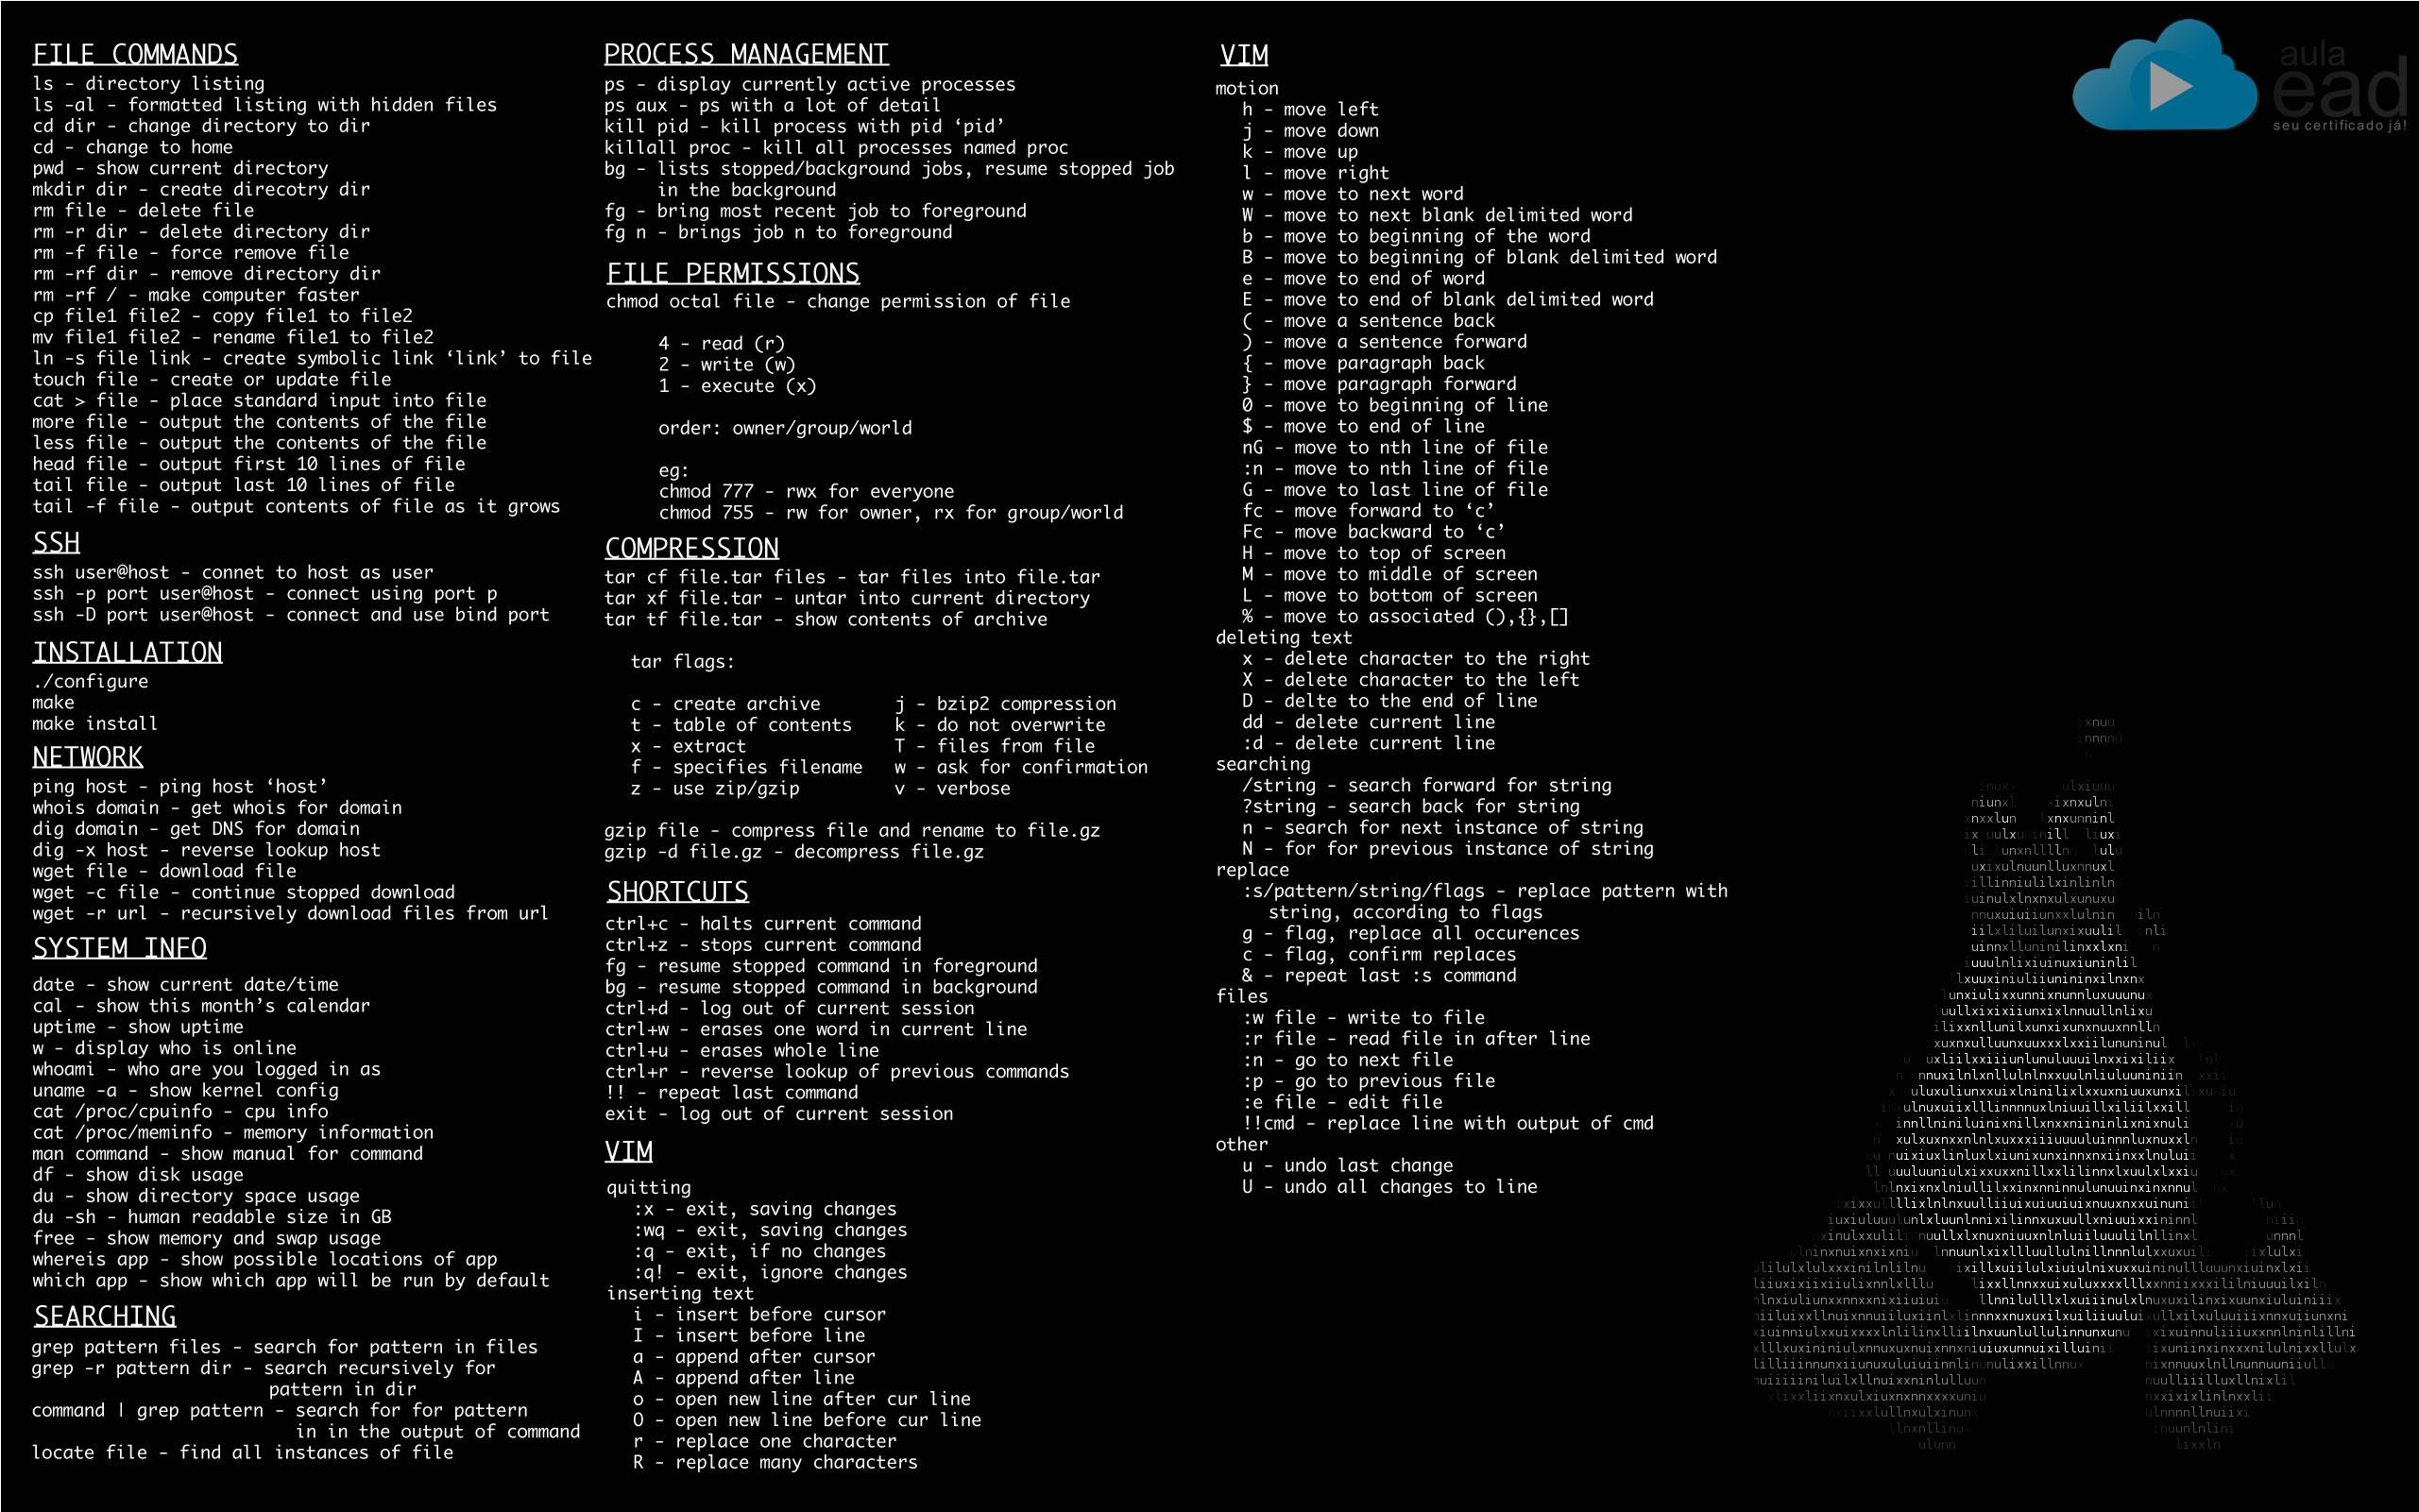 FILE COMMANDS
ls - directory listing
ls -al - formatted listing with hidden files
cd dir - change directory to dir
cd - change to home
pwd - show current directory
mkdir dir - create direcotry dir
rm file - delete file
rm -r dir - delete directory dir
rm -f file - force remove file
rm -rf dir - remove directory dir
rm -rf / - make computer faster
cp file1 file2 - copy file1 to file2
mv file1 file2 - rename file1 to file2
ln -s file link - create symbolic link ‘link’ to file
touch file - create or update file
cat > file - place standard input into file
more file - output the contents of the file
less file - output the contents of the file
head file - output first 10 lines of file
tail file - output last 10 lines of file
tail -f file - output contents of file as it grows
SSH
ssh user@host - connet to host as user
ssh -p port user@host - connect using port p
ssh -D port user@host - connect and use bind port
INSTALLATION
./configure
make
make install
NETWORK
ping host - ping host ‘host’
whois domain - get whois for domain
dig domain - get DNS for domain
dig -x host - reverse lookup host
wget file - download file
wget -c file - continue stopped download
wget -r url - recursively download files from url
SYSTEM INFO
date - show current date/time
cal - show this month’s calendar
uptime - show uptime
w - display who is online
whoami - who are you logged in as
uname -a - show kernel config
cat /proc/cpuinfo - cpu info
cat /proc/meminfo - memory information
man command - show manual for command
df - show disk usage
du - show directory space usage
du -sh - human readable size in GB
free - show memory and swap usage
whereis app - show possible locations of app
which app - show which app will be run by default
SEARCHING
grep pattern files - search for pattern in files
grep -r pattern dir - search recursively for
pattern in dir
command | grep pattern - search for for pattern
in in the output of command
locate file - find all instances of file
PROCESS MANAGEMENT
ps - display currently active processes
ps aux - ps with a lot of detail
kill pid - kill process with pid ‘pid’
killall proc - kill all processes named proc
bg - lists stopped/background jobs, resume stopped job
in the background
fg - bring most recent job to foreground
fg n - brings job n to foreground
FILE PERMISSIONS
chmod octal file - change permission of file
4 - read (r)
2 - write (w)
1 - execute (x)
order: owner/group/world
eg:
chmod 777 - rwx for everyone
chmod 755 - rw for owner, rx for group/world
COMPRESSION
tar cf file.tar files - tar files into file.tar
tar xf file.tar - untar into current directory
tar tf file.tar - show contents of archive
tar flags:
c - create archive j - bzip2 compression
t - table of contents k - do not overwrite
x - extract T - files from file
f - specifies filename w - ask for confirmation
z - use zip/gzip v - verbose
gzip file - compress file and rename to file.gz
gzip -d file.gz - decompress file.gz
SHORTCUTS
ctrl+c - halts current command
ctrl+z - stops current command
fg - resume stopped command in foreground
bg - resume stopped command in background
ctrl+d - log out of current session
ctrl+w - erases one word in current line
ctrl+u - erases whole line
ctrl+r - reverse lookup of previous commands
!! - repeat last command
exit - log out of current session
VIM
quitting
:x - exit, saving changes
:wq - exit, saving changes
:q - exit, if no changes
:q! - exit, ignore changes
inserting text
i - insert before cursor
I - insert before line
a - append after cursor
A - append after line
o - open new line after cur line
O - open new line before cur line
r - replace one character
R - replace many characters
VIM
motion
h - move left
j - move down
k - move up
l - move right
w - move to next word
W - move to next blank delimited word
b - move to beginning of the word
B - move to beginning of blank delimited word
e - move to end of word
E - move to end of blank delimited word
( - move a sentence back
) - move a sentence forward
{ - move paragraph back
} - move paragraph forward
0 - move to beginning of line
$ - move to end of line
nG - move to nth line of file
:n - move to nth line of file
G - move to last line of file
fc - move forward to ‘c’
Fc - move backward to ‘c’
H - move to top of screen
M - move to middle of screen
L - move to bottom of screen
% - move to associated (),{},[]
deleting text
x - delete character to the right
X - delete character to the left
D - delte to the end of line
dd - delete current line
:d - delete current line
searching
/string - search forward for string
?string - search back for string
n - search for next instance of string
N - for for previous instance of string
replace
:s/pattern/string/flags - replace pattern with
string, according to flags
g - flag, replace all occurences
c - flag, confirm replaces
& - repeat last :s command
files
:w file - write to file
:r file - read file in after line
:n - go to next file
:p - go to previous file
:e file - edit file
!!cmd - replace line with output of cmd
other
u - undo last change
U - undo all changes to line
aula
ead
seu certificado já!